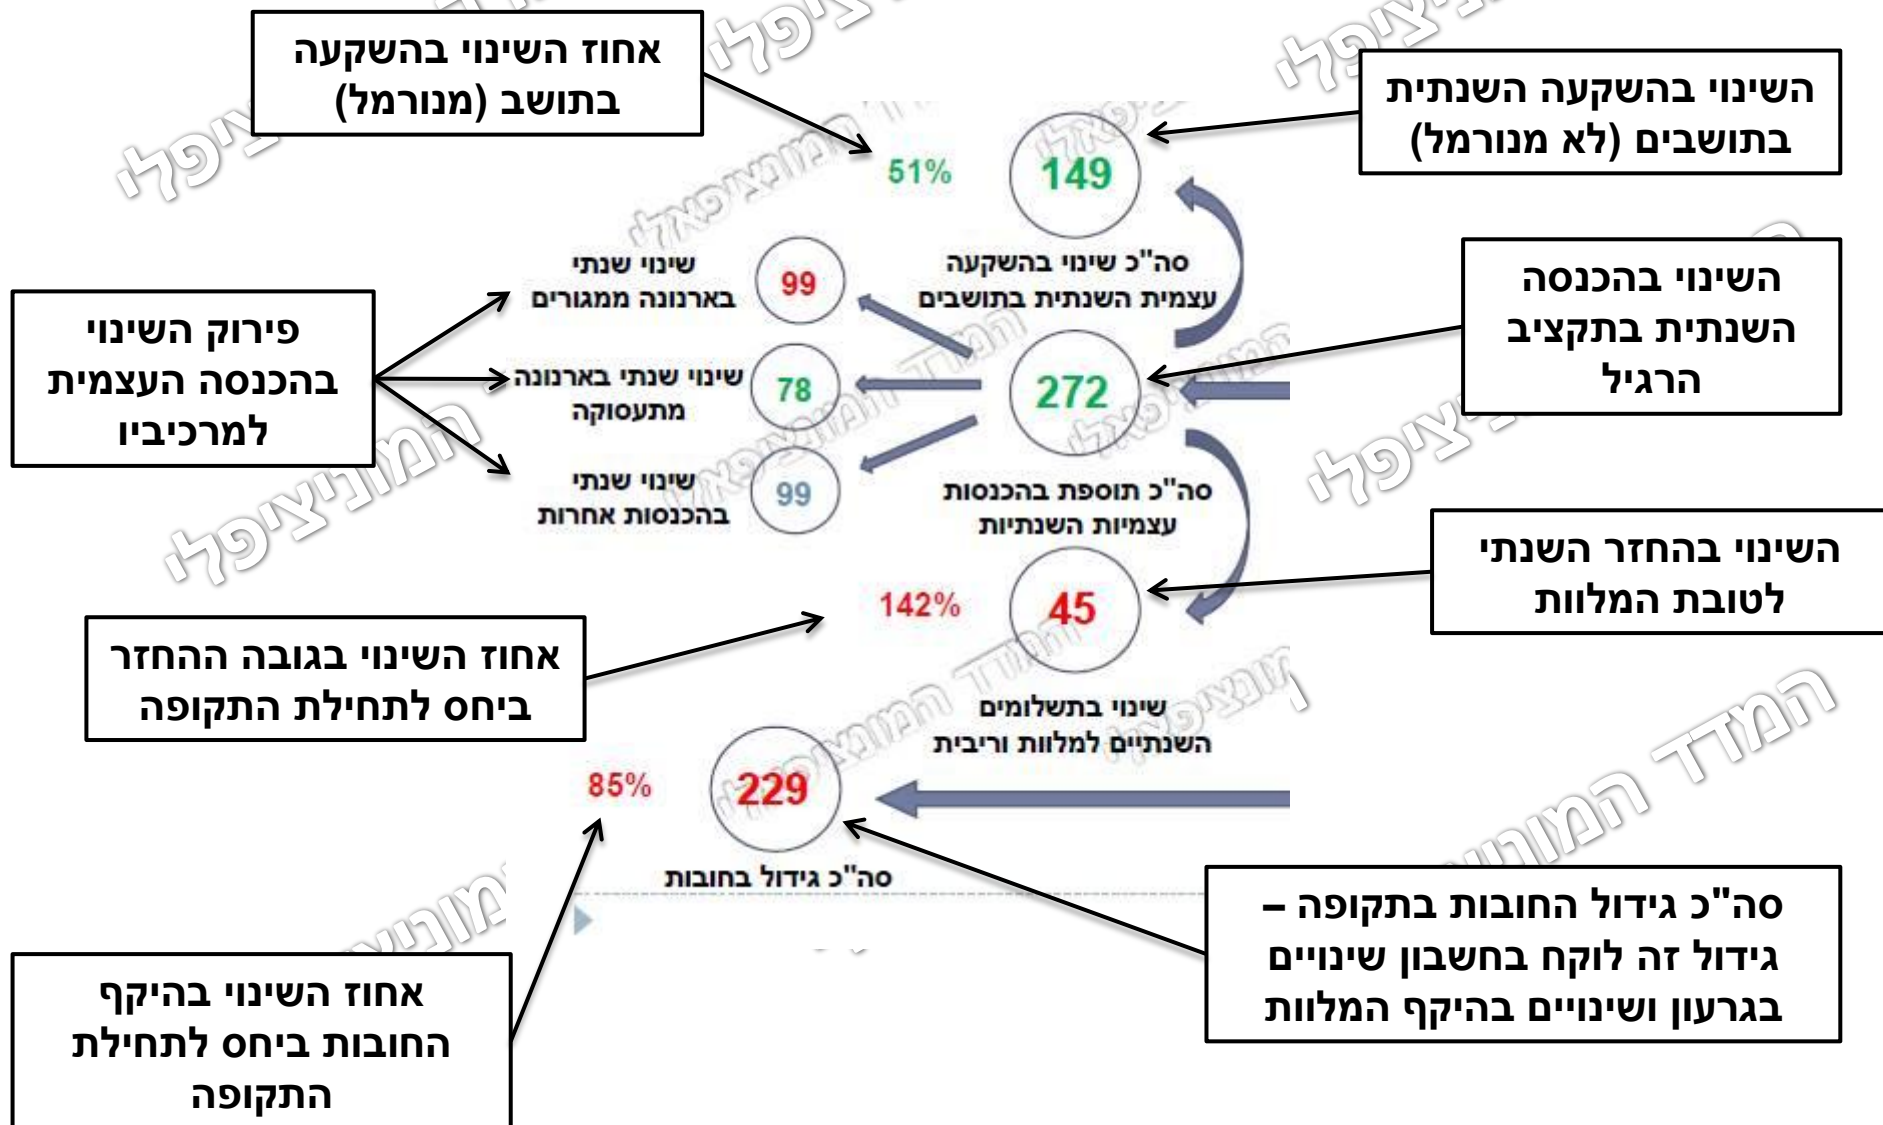 אחוז השינוי בהשקעה
בתושב (מנורמל)
השינוי בהשקעה השנתית
בתושבים (לא מנורמל)
51%
149
סה"כ שינוי בהשקעה
עצמית השנתית בתושבים
השינוי בהכנסה
השנתית בתקציב
הרגיל
שינוי שנתי
בארנונה ממגורים
99
פירוק השינוי
בהכנסה העצמית
למרכיביו
שינוי שנתי בארנונה
מתעסוקה
78
272
שינוי שנתי
בהכנסות אחרות
99
סה"כ תוספת בהכנסות
עצמיות השנתיות
השינוי בהחזר השנתי
לטובת המלוות
142%
45
אחוז השינוי בגובה ההחזר
ביחס לתחילת התקופה
שינוי בתשלומים
השנתיים למלוות וריבית
85%
229
סה"כ גידול בחובות
סה"כ גידול החובות בתקופה –
גידול זה לוקח בחשבון שינויים
בגרעון ושינויים בהיקף המלוות
אחוז השינוי בהיקף
החובות ביחס לתחילת
התקופה
המדד המוניציפלי